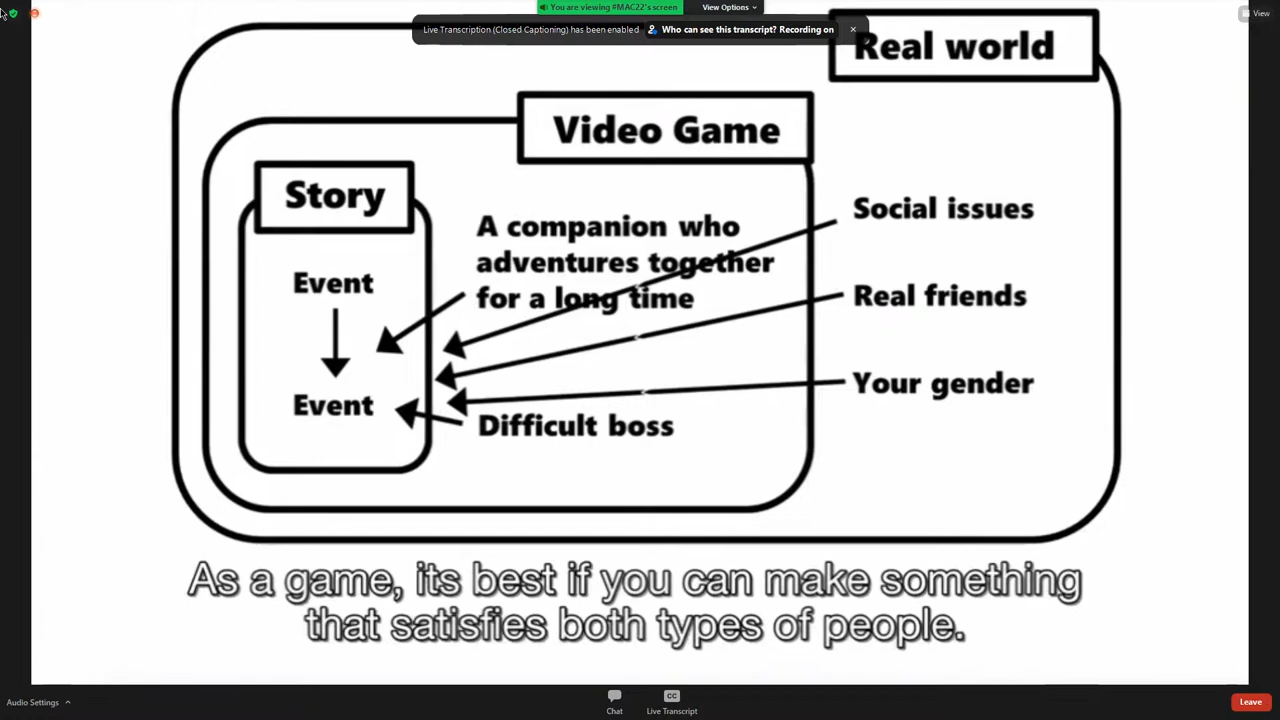 You are viewing #MAC22's screen
View Options
View
Live Transcription (Closed Captioning) has been enabled
Who can see this transcript? Recording on
Real world
Video Game
Story
A companion who
adventures together
for a long time
Social issues
Event
Real friends
Your gender
Event
Difficult boss
As a game, its best if you can make something
that satisfies both types of people.
Audio Settings
Chat
CC
Live Transcript
Leave